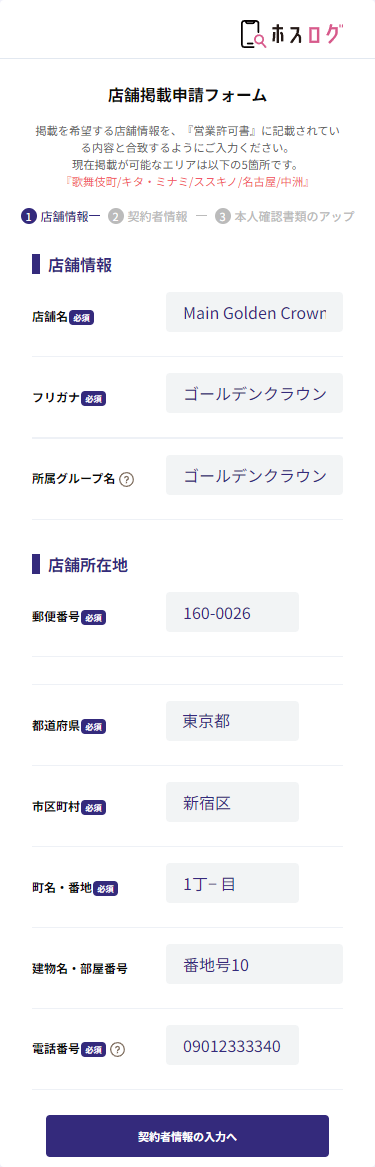 ホスログ
店舗掲載申請フォーム
掲載を希望する店舗情報を、『営業許可書』に記載されてい
る内容と合致するようにご入力ください。
現在掲載が可能なエリアは以下の5箇所です。
『歌舞伎町/キタ・ミナミ/ススキノ/名古屋/中洲』
1 店舗情報 2 契約者情報 3 本人確認書類のアップ
店舗情報
店舗名 必須 Main Golden Crown
フリガナ 必須 ゴールデンクラウン
所属グループ名 ? ゴールデンクラウン
店舗所在地
郵便番号 必須 160-0026
都道府県 必須 東京都
市区町村 必須 新宿区
町名・番地 必須 1丁− 目
建物名・部屋番号 番地号10
電話番号 必須 ? 09012333340
契約者情報の入力へ